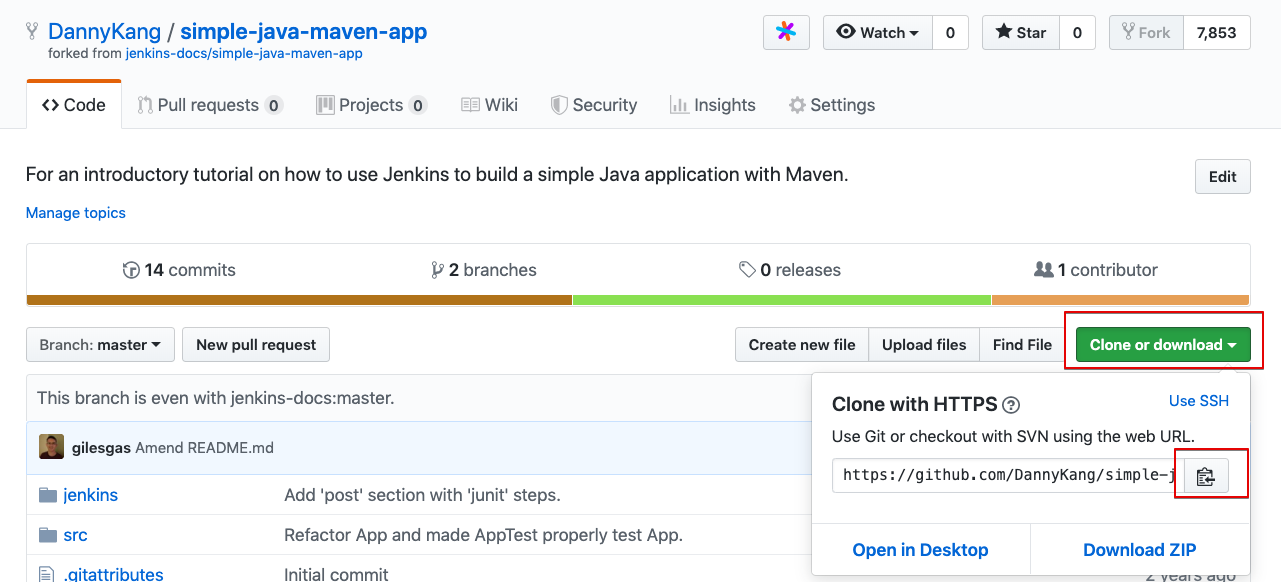 DannyKang / simple-java-maven-app
forked from jenkins-docs/simple-java-maven-app
Watch 0 Star 0 Fork 7,853
Code Pull requests 0 Projects 0 Wiki Security Insights Settings
For an introductory tutorial on how to use Jenkins to build a simple Java application with Maven. Edit
Manage topics
14 commits 2 branches 0 releases 1 contributor
Branch: master New pull request Create new file Upload files Find File Clone or download
This branch is even with jenkins-docs:master.
Clone with HTTPS Use SSH
Use Git or checkout with SVN using the web URL.
https://github.com/DannyKang/simple-j
Open in Desktop Download ZIP
gilesgas Amend README.md
jenkins Add 'post' section with 'junit' steps.
src Refactor App and made AppTest properly test App.
.gitattributes Initial commit 2 years ago